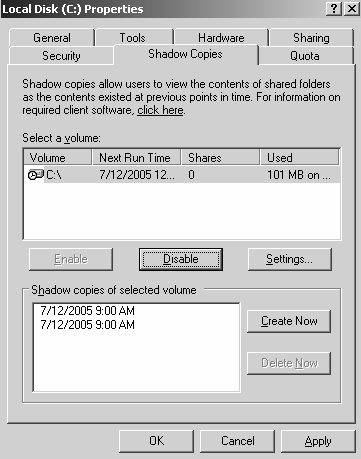 Local Disk (C:) Properties
General Tools Hardware Sharing
Security Shadow Copies Quota
Shadow copies allow users to view the contents of shared folders
as the contents existed at previous points in time. For information on
required client software, click here.
Select a volume:
Volume Next Run Time Shares Used
C:\ 7/12/2005 12... 0 101 MB on ...
Enable Disable Settings...
Shadow copies of selected volume
7/12/2005 9:00 AM
7/12/2005 9:00 AM
Create Now
Delete Now
OK Cancel Apply